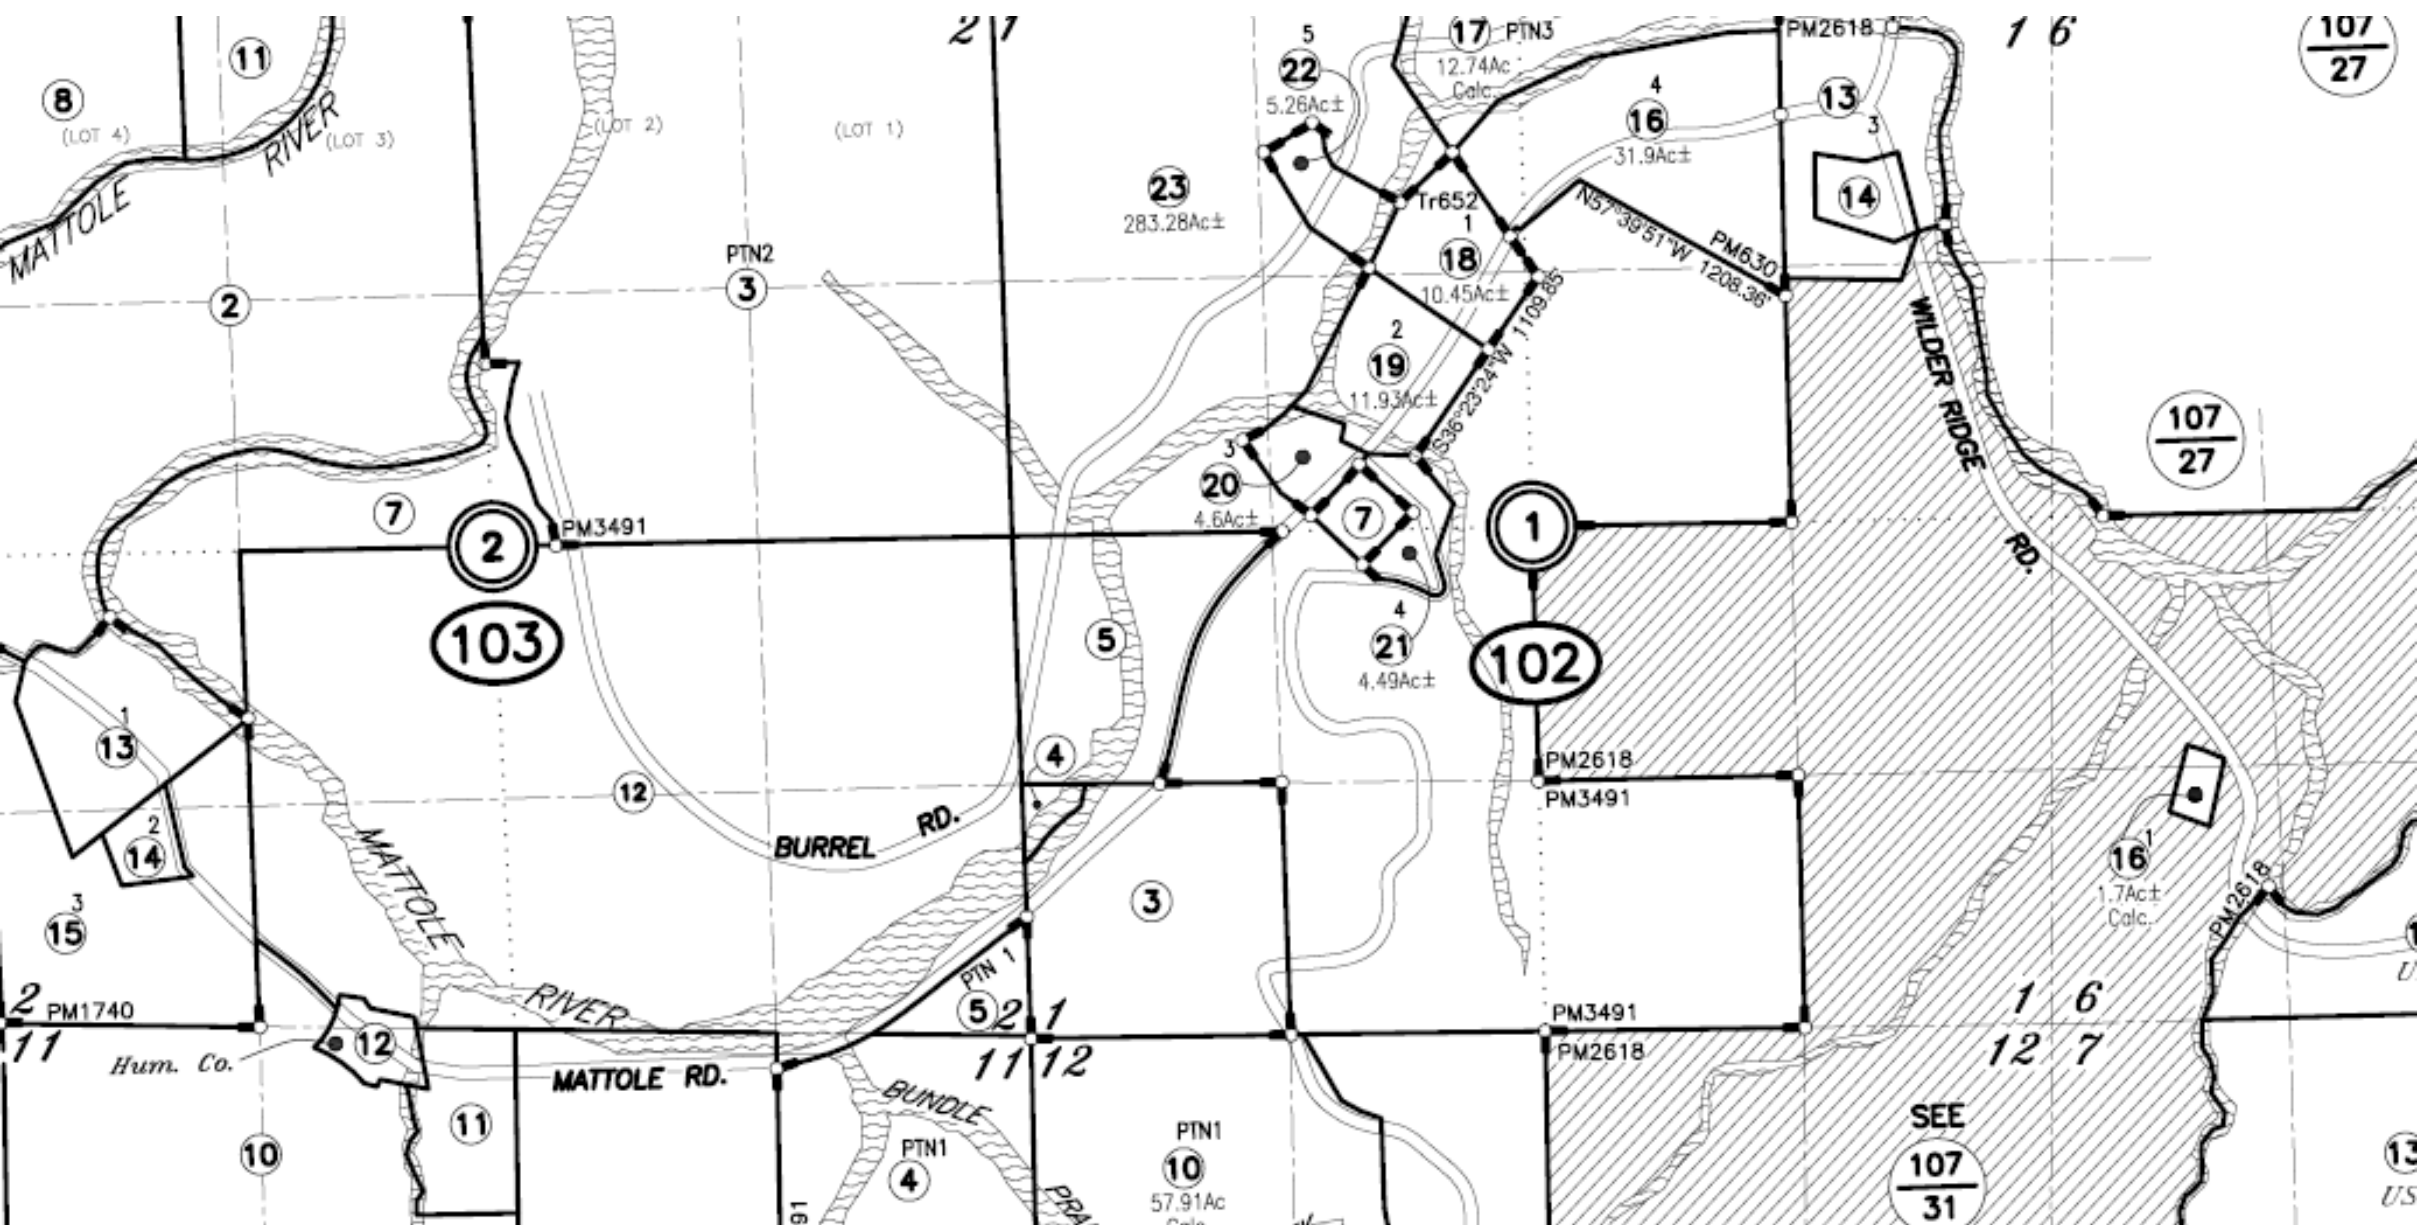 2 1
5
17
PTN3
PM2618
1 6
107
27
11
22
12.74Ac
Calc.
8
5.26Ac±
4
13
(LOT 4)
RIVER
(LOT 3)
(LOT 2)
(LOT 1)
16
3
31.9Ac±
MATTOLE
23
283.28Ac±
Tr652
1
14
N57°39'51"W 1208.36'
PM630
PTN2
18
10.45Ac±
2
3
2
19
11.93Ac±
S36°23'24"W 1109.85'
WILDER RIDGE
RD.
107
27
3
20
4.6Ac±
7
7
2
PM3491
1
103
5
4
21
4.49Ac±
102
1
13
4
PM2618
PM3491
12
BURREL RD.
2
14
MATTOLE
RIVER
3
15
3
1
16
1.7Ac±
Calc.
PM2618
PTN 1
5
2
PM1740
11
2 1
11 12
PM3491
PM2618
1 6
12 7
Hum. Co.
12
MATTOLE RD.
BUNDLE
PRA
11
10
PTN1
4
PTN1
10
57.91Ac
SEE
107
31
13
US
91